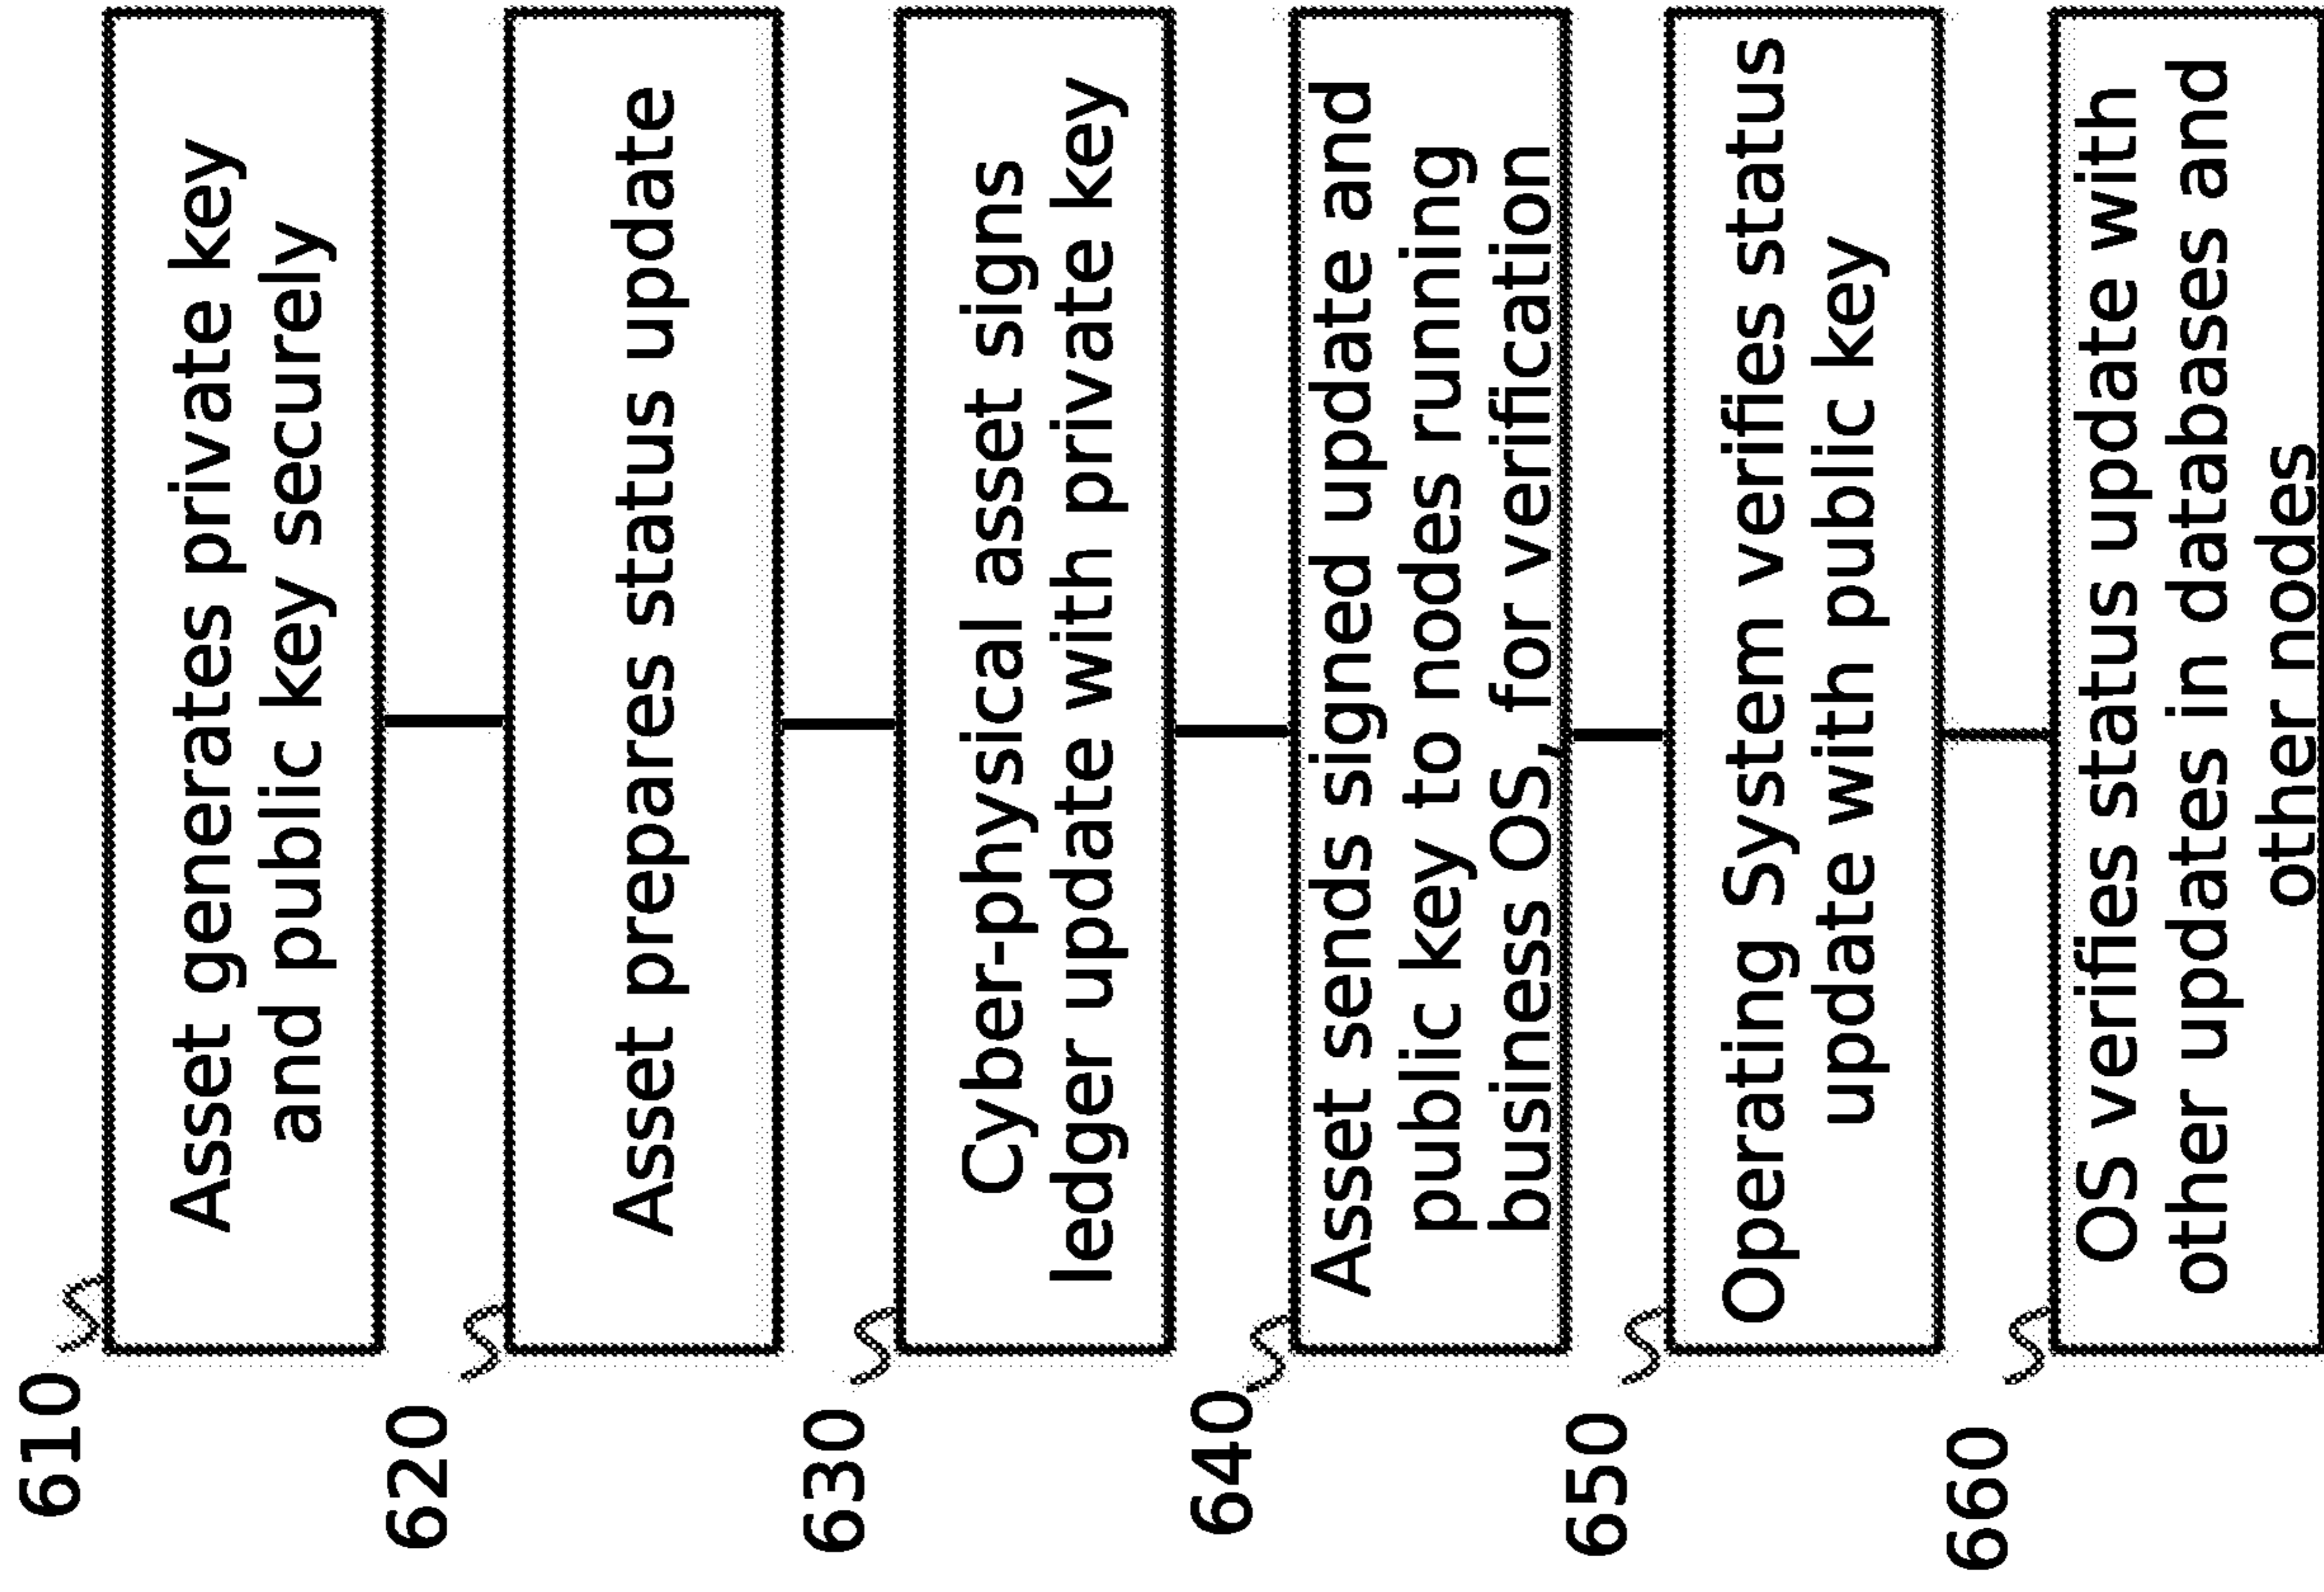 610
Asset generates private key
and public key securely
620
Asset prepares status update
630
Cyber-physical asset signs
ledger update with private key
640
Asset sends signed update and
public key to nodes running
business OS, for verification
650
Operating System verifies status
update with public key
660
OS verifies status update with
other updates in databases and
other nodes